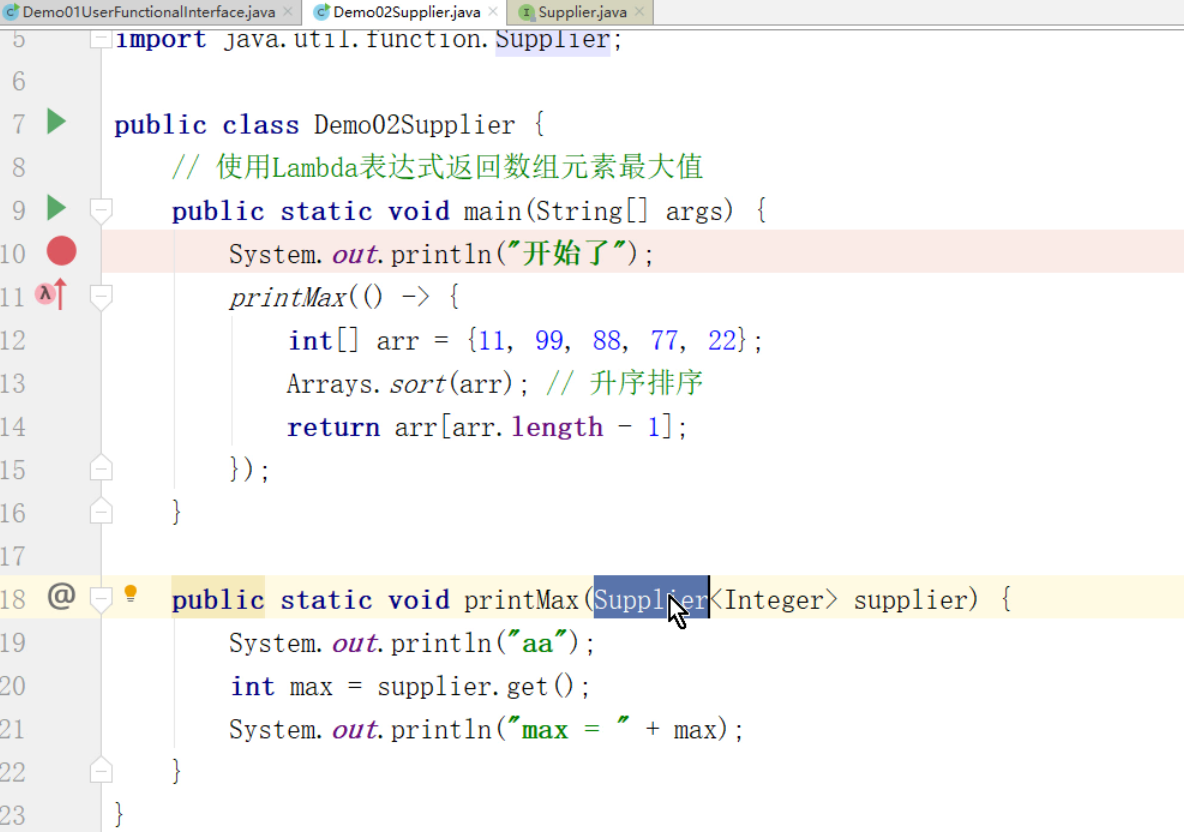 Demo01UserFunctionalInterface.java × Demo02Supplier.java × Supplier.java ×
5 import java.util.function.Supplier;
6
7 public class Demo02Supplier {
8 // 使用Lambda表达式返回数组元素最大值
9 public static void main(String[] args) {
10 System.out.println("开始了");
11 printMax(() -> {
12 int[] arr = {11, 99, 88, 77, 22};
13 Arrays.sort(arr); // 升序排序
14 return arr[arr.length - 1];
15 });
16 }
17
18 @ public static void printMax(Supplier<Integer> supplier) {
19 System.out.println("aa");
20 int max = supplier.get();
21 System.out.println("max = " + max);
22 }
23 }